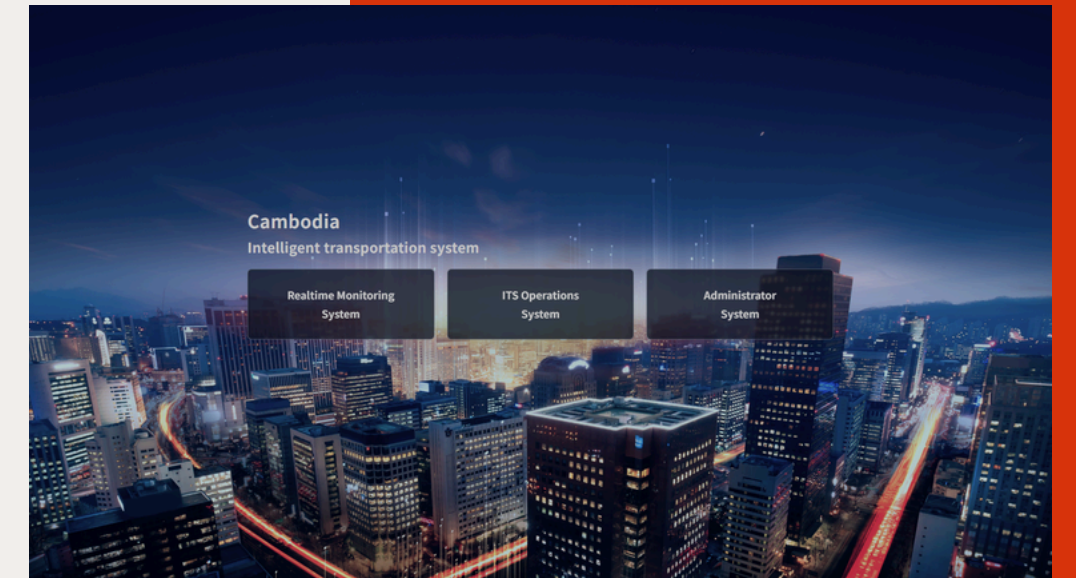 Cambodia
Intelligent transportation system
Realtime Monitoring
System
ITS Operations
System
Administrator
System